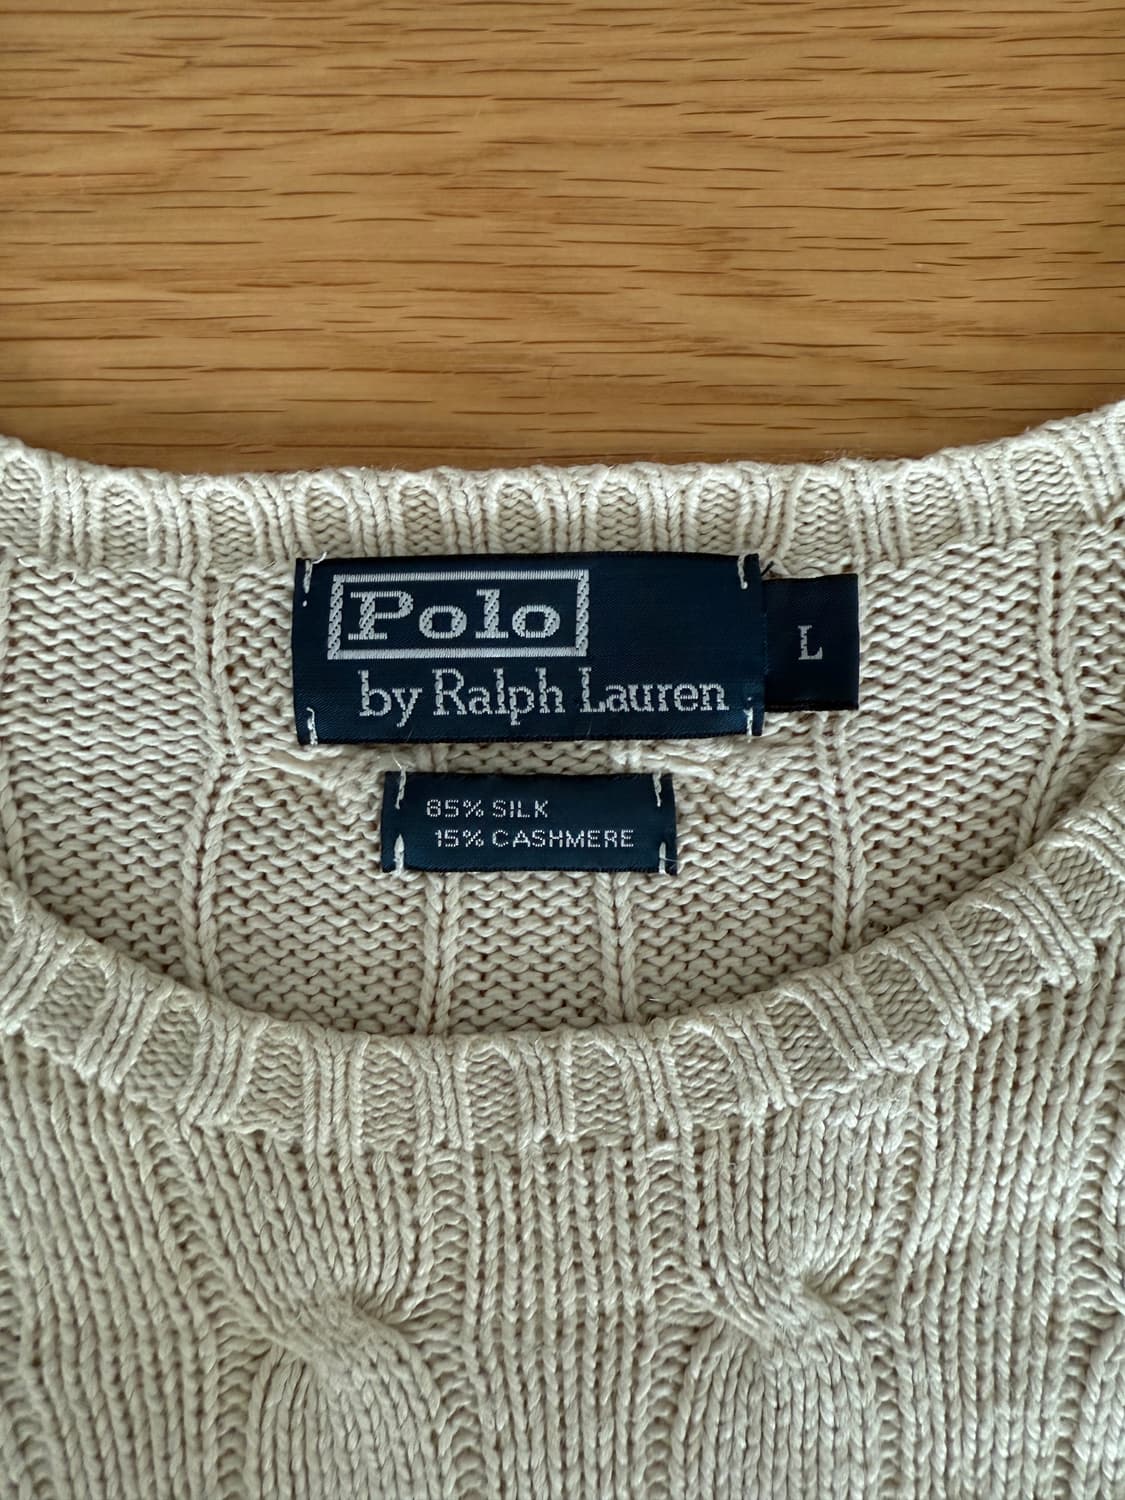 Polo
by Ralph Lauren
L
85% SILK
15% CASHMERE